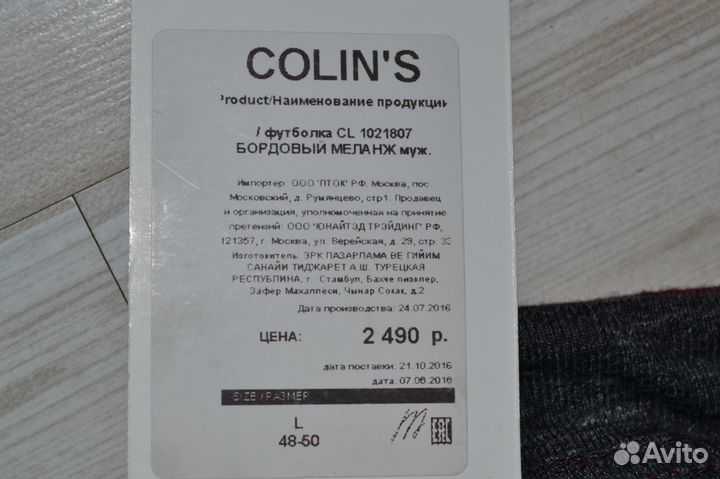 COLIN'S
Product/Наименование продукции
/ футболка CL 1021807
БОРДОВЫЙ МЕЛАНЖ муж.
Импортер: ООО "ПТОК" РФ, Москва, пос.
Московский, д. Румянцево, стр1. Продавец
и организация, уполномоченная на принятие
претензий: ООО "ЮНАЙТЭД ТРЭЙДИНГ" РФ,
121357, г. Москва, ул. Верейская, д. 29, стр. 33
Изготовитель: ЭРК ПАЗАРЛАМА ВЕ ГИЙИМ
САНАЙИ ТИДЖАРЕТ А.Ш. ТУРЕЦКАЯ
РЕСПУБЛИКА, г. Стамбул, Бахчелиэвлер,
Зафер Махаллеси, Чынар Сокак, д.2
Дата производства: 24.07.2016
ЦЕНА: 2 490 р.
дата поставки: 21.10.2016
дата: 07.06.2016
SIZE / РАЗМЕР
L
48-50
EAC
Avito